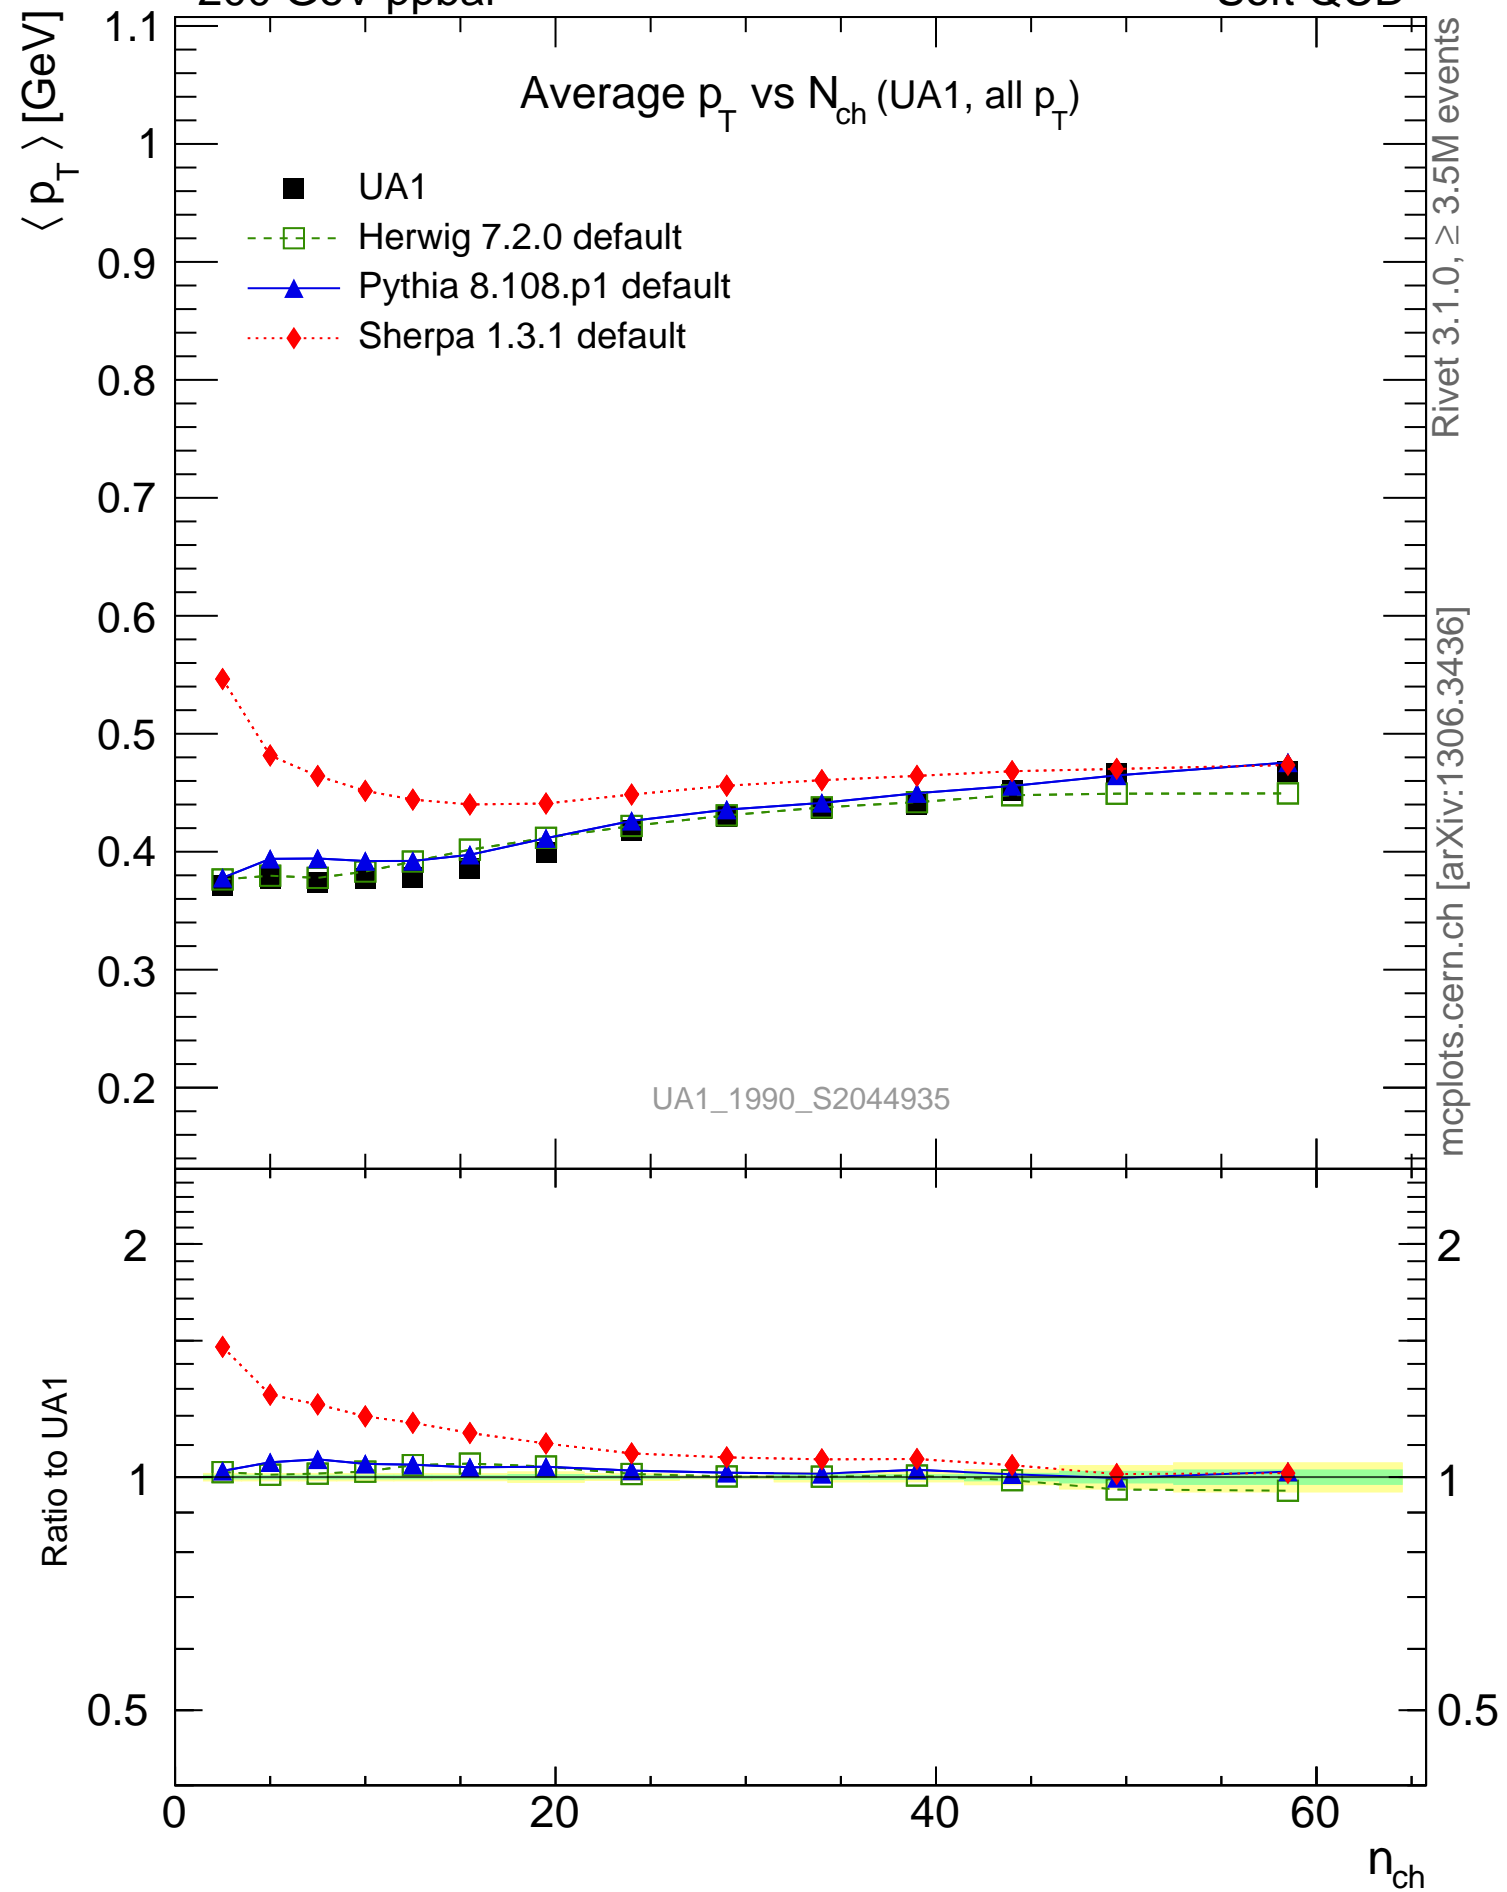 ⟨ p_T ⟩ [GeV]
Average p_T vs N_ch (UA1, all p_T)
UA1
Herwig 7.2.0 default
Pythia 8.108.p1 default
Sherpa 1.3.1 default
1.1
1
0.9
0.8
0.7
0.6
0.5
0.4
0.3
0.2
UA1_1990_S2044935
Rivet 3.1.0, ≥ 3.5M events
mcplots.cern.ch [arXiv:1306.3436]
Ratio to UA1
2
1
0.5
2
1
0.5
0
20
40
60
n_ch